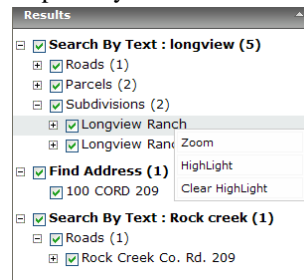 Results
Search By Text : longview (5)
Roads (1)
Parcels (2)
Subdivisions (2)
Longview Ranch
Longview
Zoom
HighLight
Clear HighLight
Find Address (1)
100 CORD 209
Search By Text : Rock creek (1)
Roads (1)
Rock Creek Co. Rd. 209